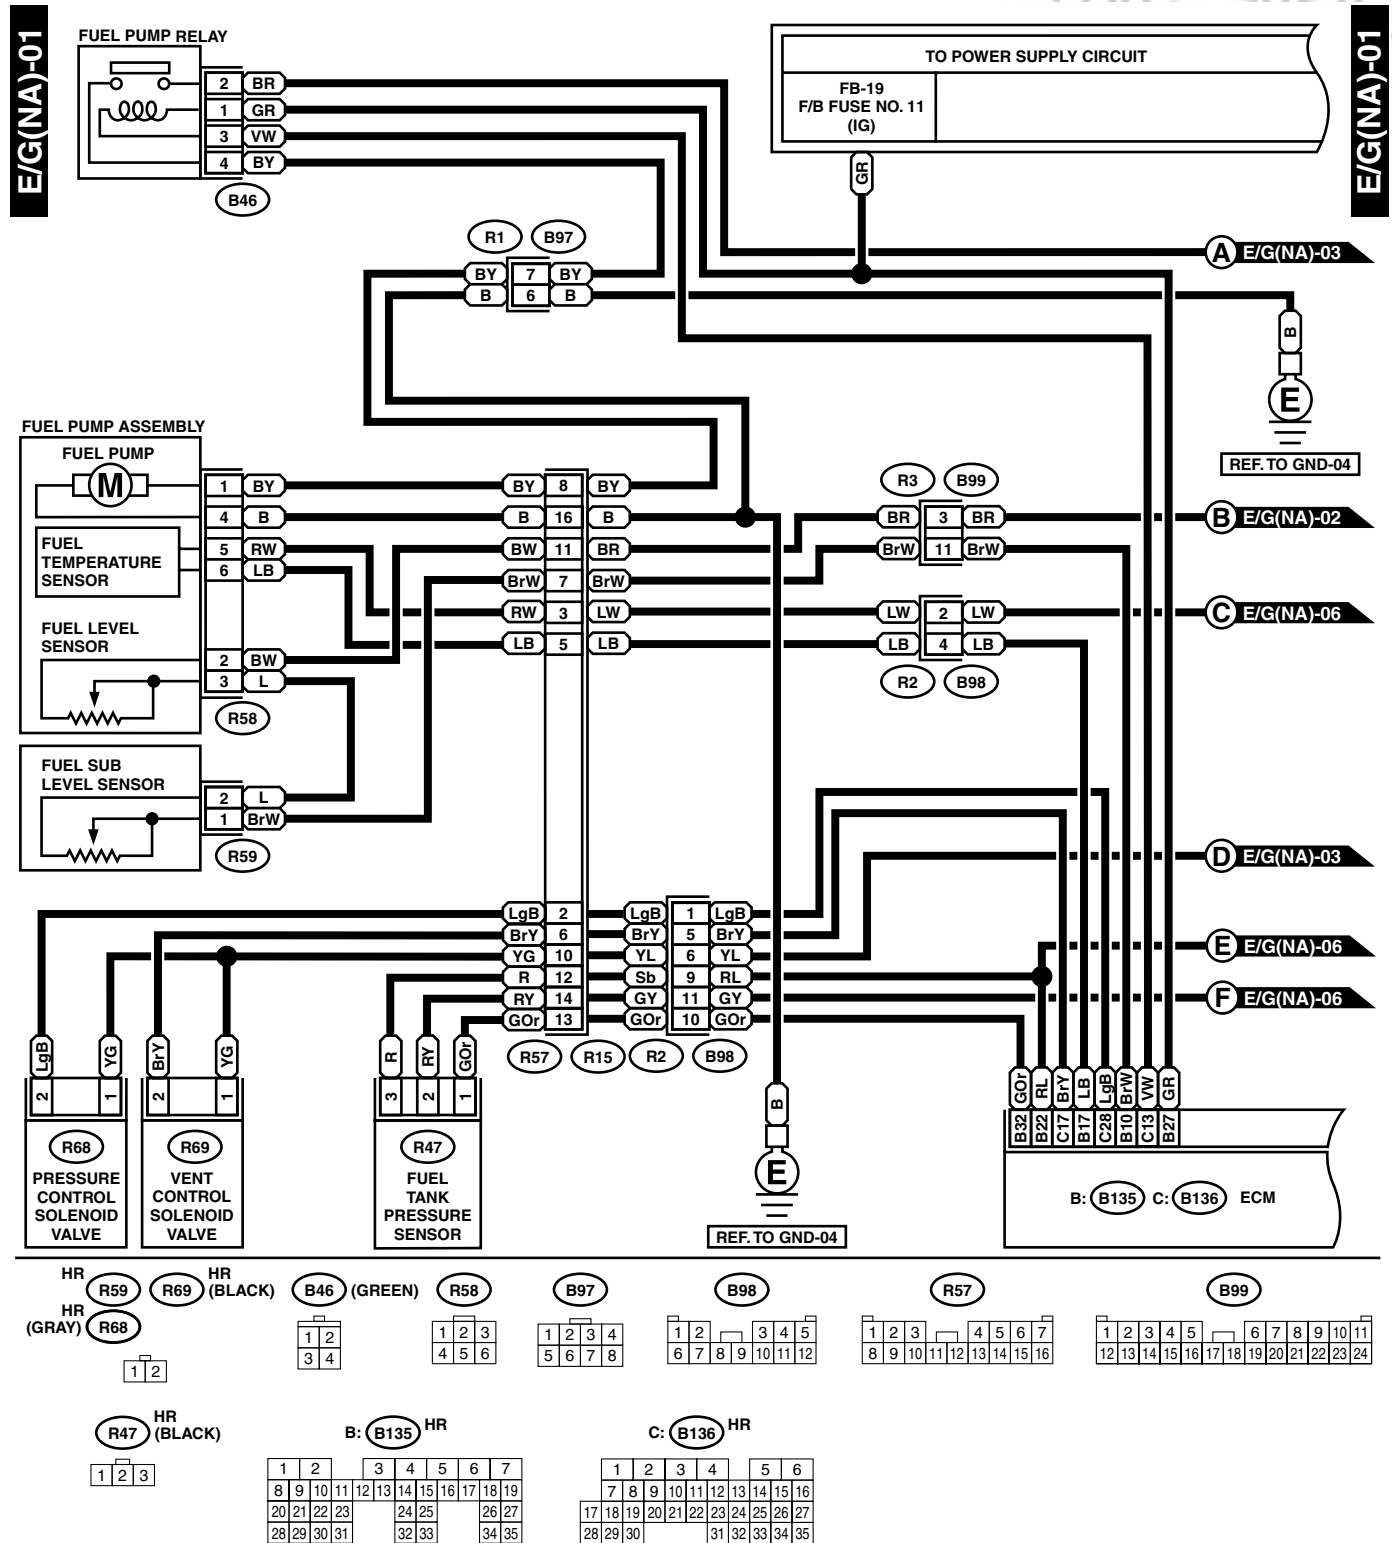 E/G(NA)-01
E/G(NA)-01
FUEL PUMP RELAY
2 BR
1 GR
3 VW
4 BY
B46
TO POWER SUPPLY CIRCUIT
FB-19
F/B FUSE NO. 11
(IG)
GR
A E/G(NA)-03
R1 B97
BY 7 BY
B 6 B
B
E
REF. TO GND-04
FUEL PUMP ASSEMBLY
FUEL PUMP
M
FUEL
TEMPERATURE
SENSOR
FUEL LEVEL
SENSOR
1 BY
4 B
5 RW
6 LB
2 BW
3 L
R58
FUEL SUB
LEVEL SENSOR
2 L
1 BrW
R59
BY 8 BY
B 16 B
BW 11 BR
BrW 7 BrW
RW 3 LW
LB 5 LB
R3 B99
BR 3 BR
BrW 11 BrW
LW 2 LW
LB 4 LB
R2 B98
B E/G(NA)-02
C E/G(NA)-06
D E/G(NA)-03
E E/G(NA)-06
F E/G(NA)-06
LgB 2 LgB 1 LgB
BrY 6 BrY 5 BrY
YG 10 YL 6 YL
R 12 Sb 9 RL
RY 14 GY 11 GY
GOr 13 GOr 10 GOr
R57 R15 R2 B98
LgB YG BrY YG R RY GOr
2 1 2 1 3 2 1
R68
PRESSURE
CONTROL
SOLENOID
VALVE
R69
VENT
CONTROL
SOLENOID
VALVE
R47
FUEL
TANK
PRESSURE
SENSOR
B
E
REF. TO GND-04
GOr RL BrY LB LgB BrW VW GR
B32 B22 C17 B17 C28 B10 C13 B27
B: B135 C: B136 ECM
HR R59 R69 HR (BLACK)
HR (GRAY) R68
1 2
B46 (GREEN)
1 2
3 4
R58
1 2 3
4 5 6
B97
1 2 3 4
5 6 7 8
B98
1 2 3 4 5
6 7 8 9 10 11 12
R57
1 2 3 4 5 6 7
8 9 10 11 12 13 14 15 16
B99
1 2 3 4 5 6 7 8 9 10 11
12 13 14 15 16 17 18 19 20 21 22 23 24
R47 HR (BLACK)
1 2 3
B: B135 HR
1 2 3 4 5 6 7
8 9 10 11 12 13 14 15 16 17 18 19
20 21 22 23 24 25 26 27
28 29 30 31 32 33 34 35
C: B136 HR
1 2 3 4 5 6
7 8 9 10 11 12 13 14 15 16
17 18 19 20 21 22 23 24 25 26 27
28 29 30 31 32 33 34 35